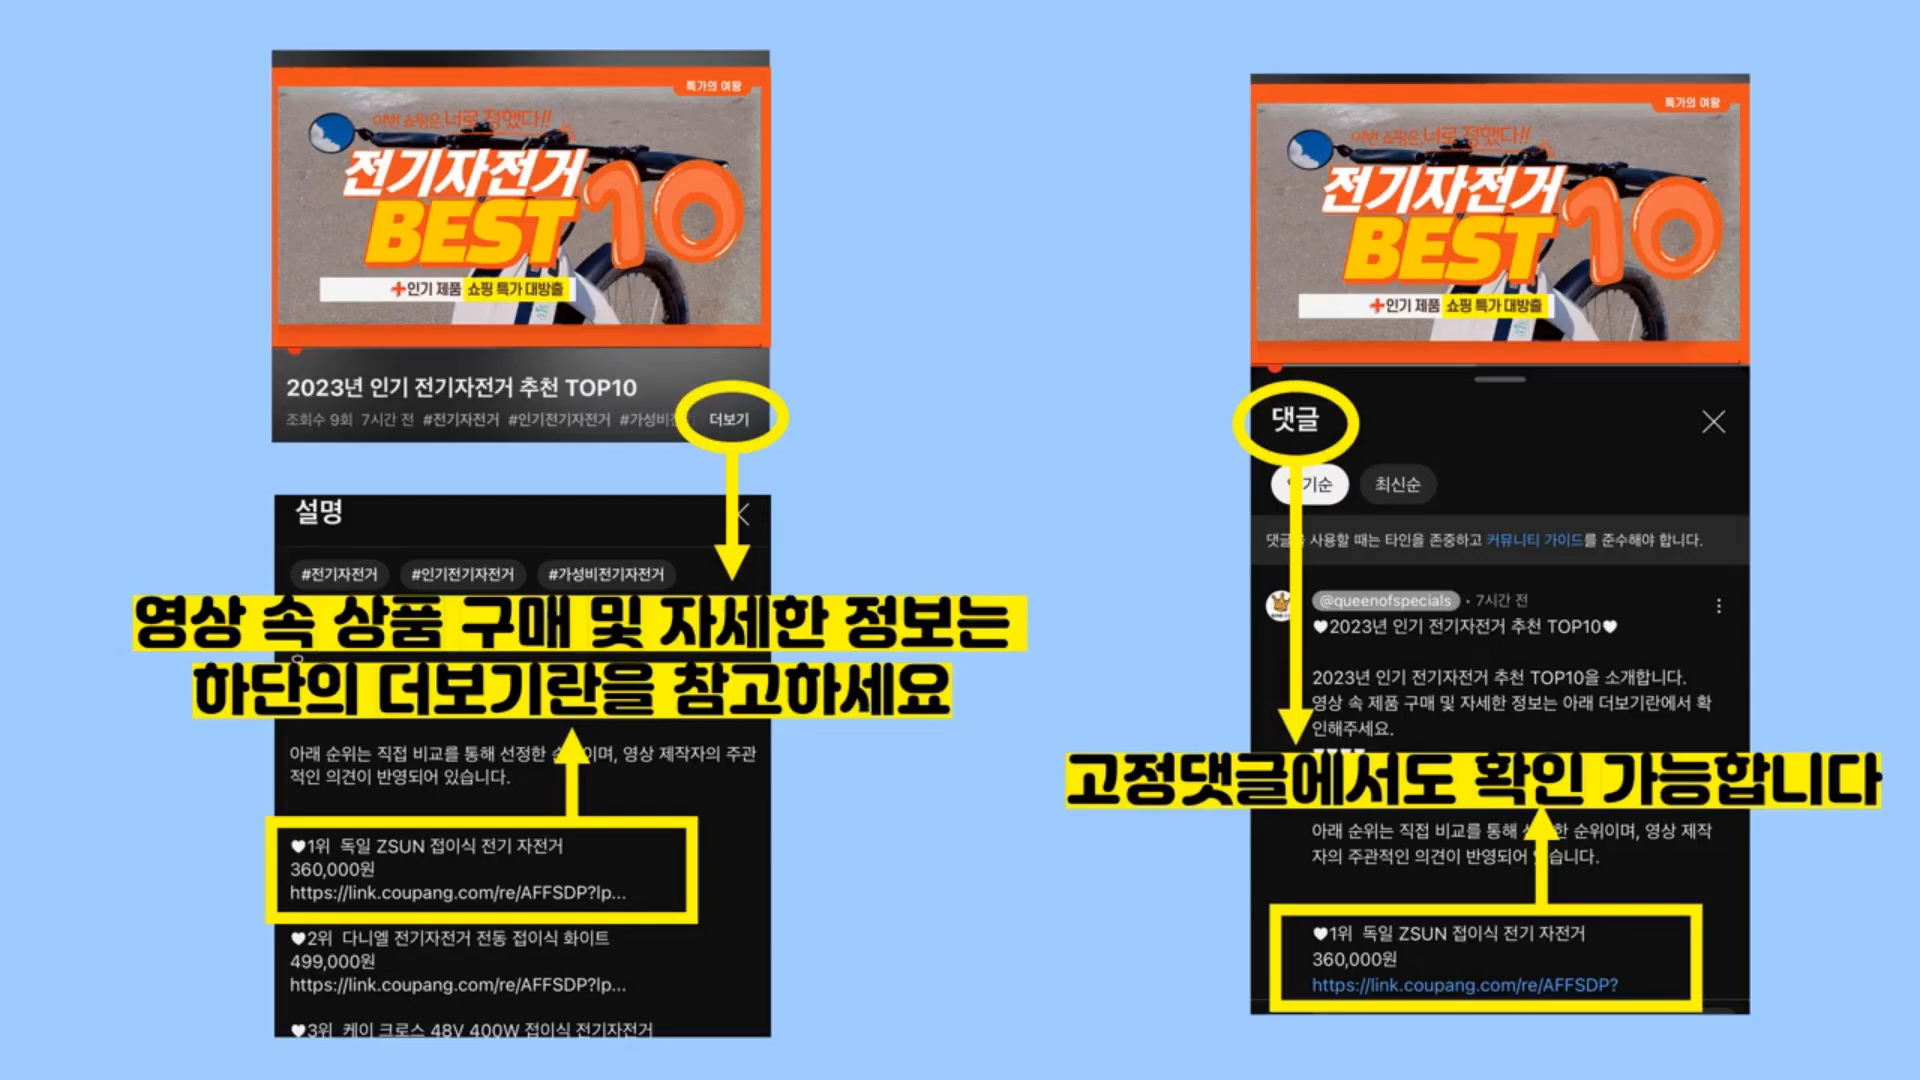 특가의 여왕
이번 쇼핑은 너로 정했다!!
전기자전거
BEST 10
+인기 제품 쇼핑 특가 대방출
2023년 인기 전기자전거 추천 TOP10
조회수 9회 7시간 전 #전기자전거 #인기전기자전거 #가성비 더보기
설명
#전기자전거 #인기전기자전거 #가성비전기자전거
영상 속 상품 구매 및 자세한 정보는
하단의 더보기란을 참고하세요
아래 순위는 직접 비교를 통해 선정한 이며, 영상 제작자의 주관
적인 의견이 반영되어 있습니다.
♥1위 독일 ZSUN 접이식 전기 자전거
360,000원
https://link.coupang.com/re/AFFSDP?lp...
♥2위 다니엘 전기자전거 전동 접이식 화이트
499,000원
https://link.coupang.com/re/AFFSDP?lp...
♥3위 케이 크로스 48V 400W 접이식 전기자전거
특가의 여왕
이번 쇼핑은 너로 정했다!!
전기자전거
BEST 10
+인기 제품 쇼핑 특가 대방출
댓글
기순 최신순
댓글 사용할 때는 타인을 존중하고 커뮤니티 가이드를 준수해야 합니다.
@queenofspecials · 7시간 전
♥2023년 인기 전기자전거 추천 TOP10♥
2023년 인기 전기자전거 추천 TOP10을 소개합니다.
영상 속 제품 구매 및 자세한 정보는 아래 더보기란에서 확
인해주세요.
고정댓글에서도 확인 가능합니다
아래 순위는 직접 비교를 통해 한 순위이며, 영상 제작
자의 주관적인 의견이 반영되어 습니다.
♥1위 독일 ZSUN 접이식 전기 자전거
360,000원
https://link.coupang.com/re/AFFSDP?